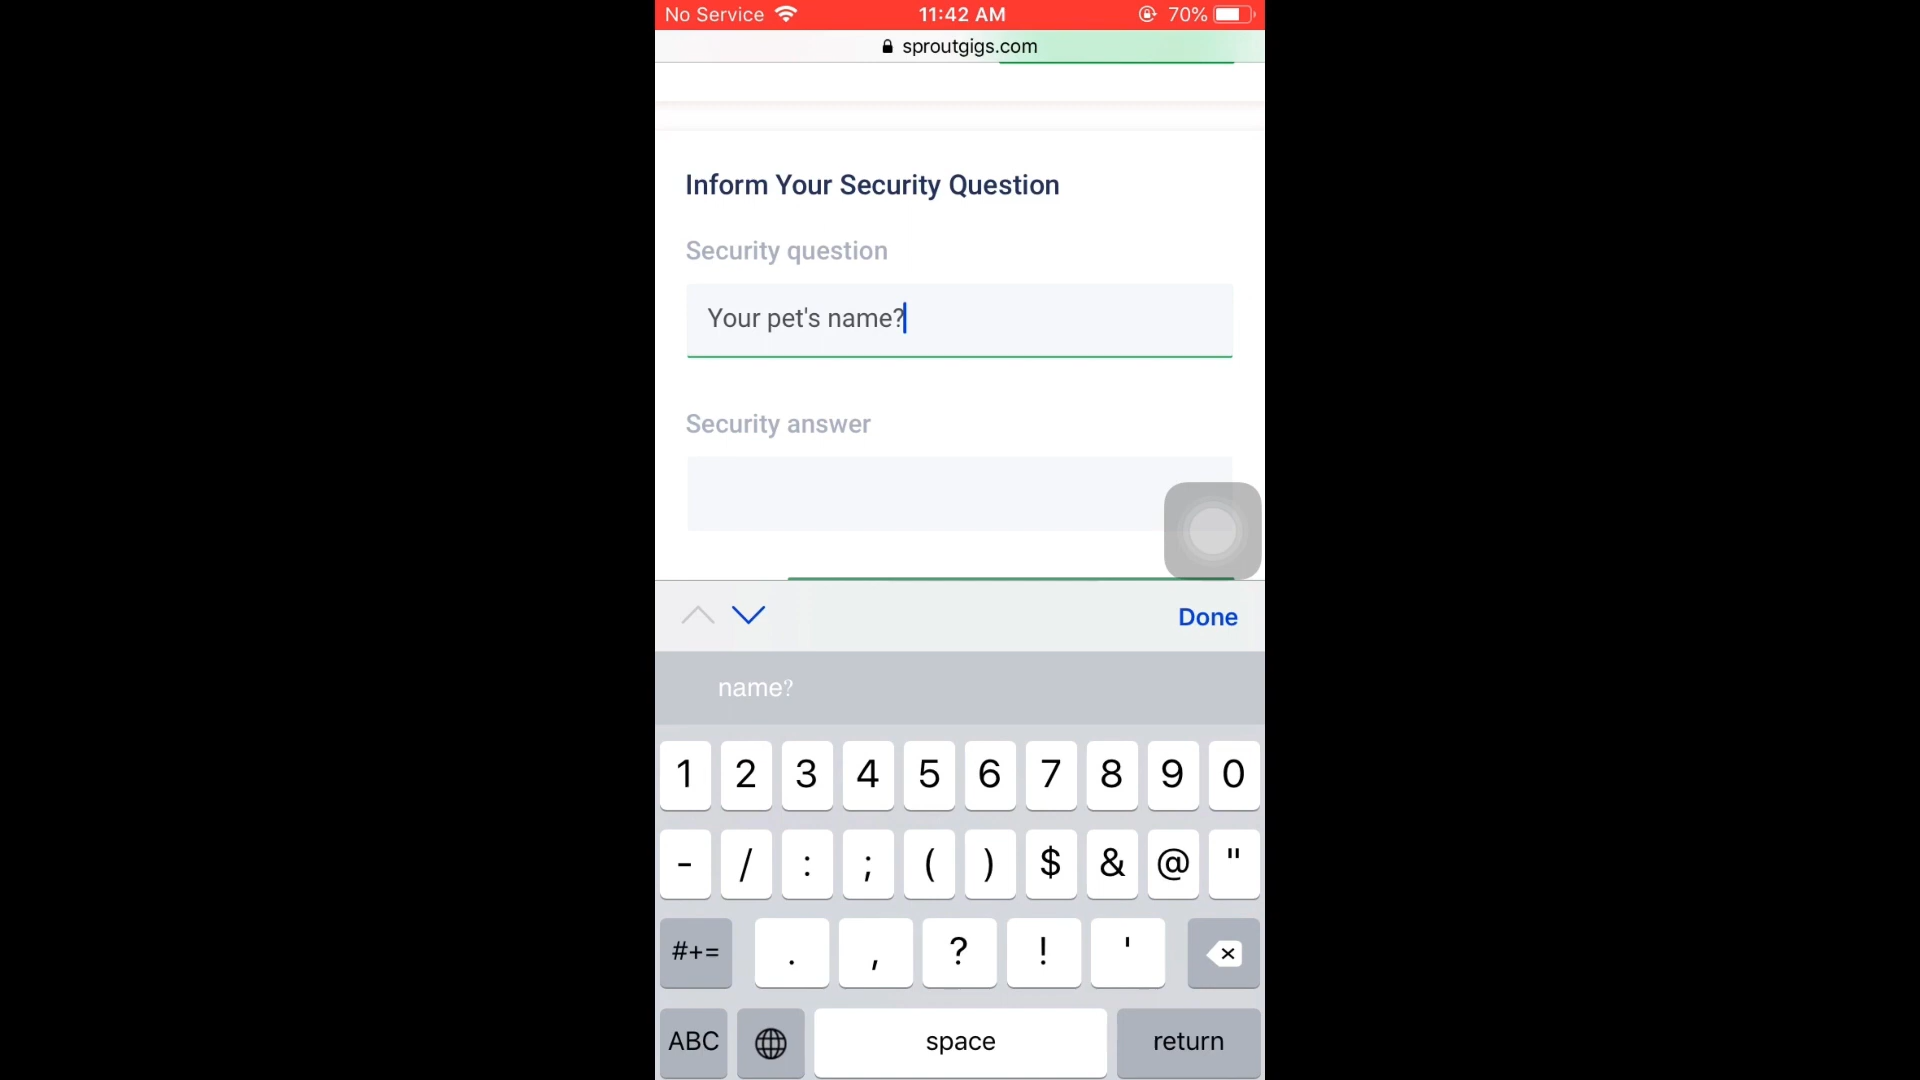 No Service 11:42 AM 70%
sproutgigs.com
Inform Your Security Question
Security question
Your pet's name?
Security answer
Done
name?
1 2 3 4 5 6 7 8 9 0
- / : ; ( ) $ & @ "
#+= . , ? ! '
ABC space return